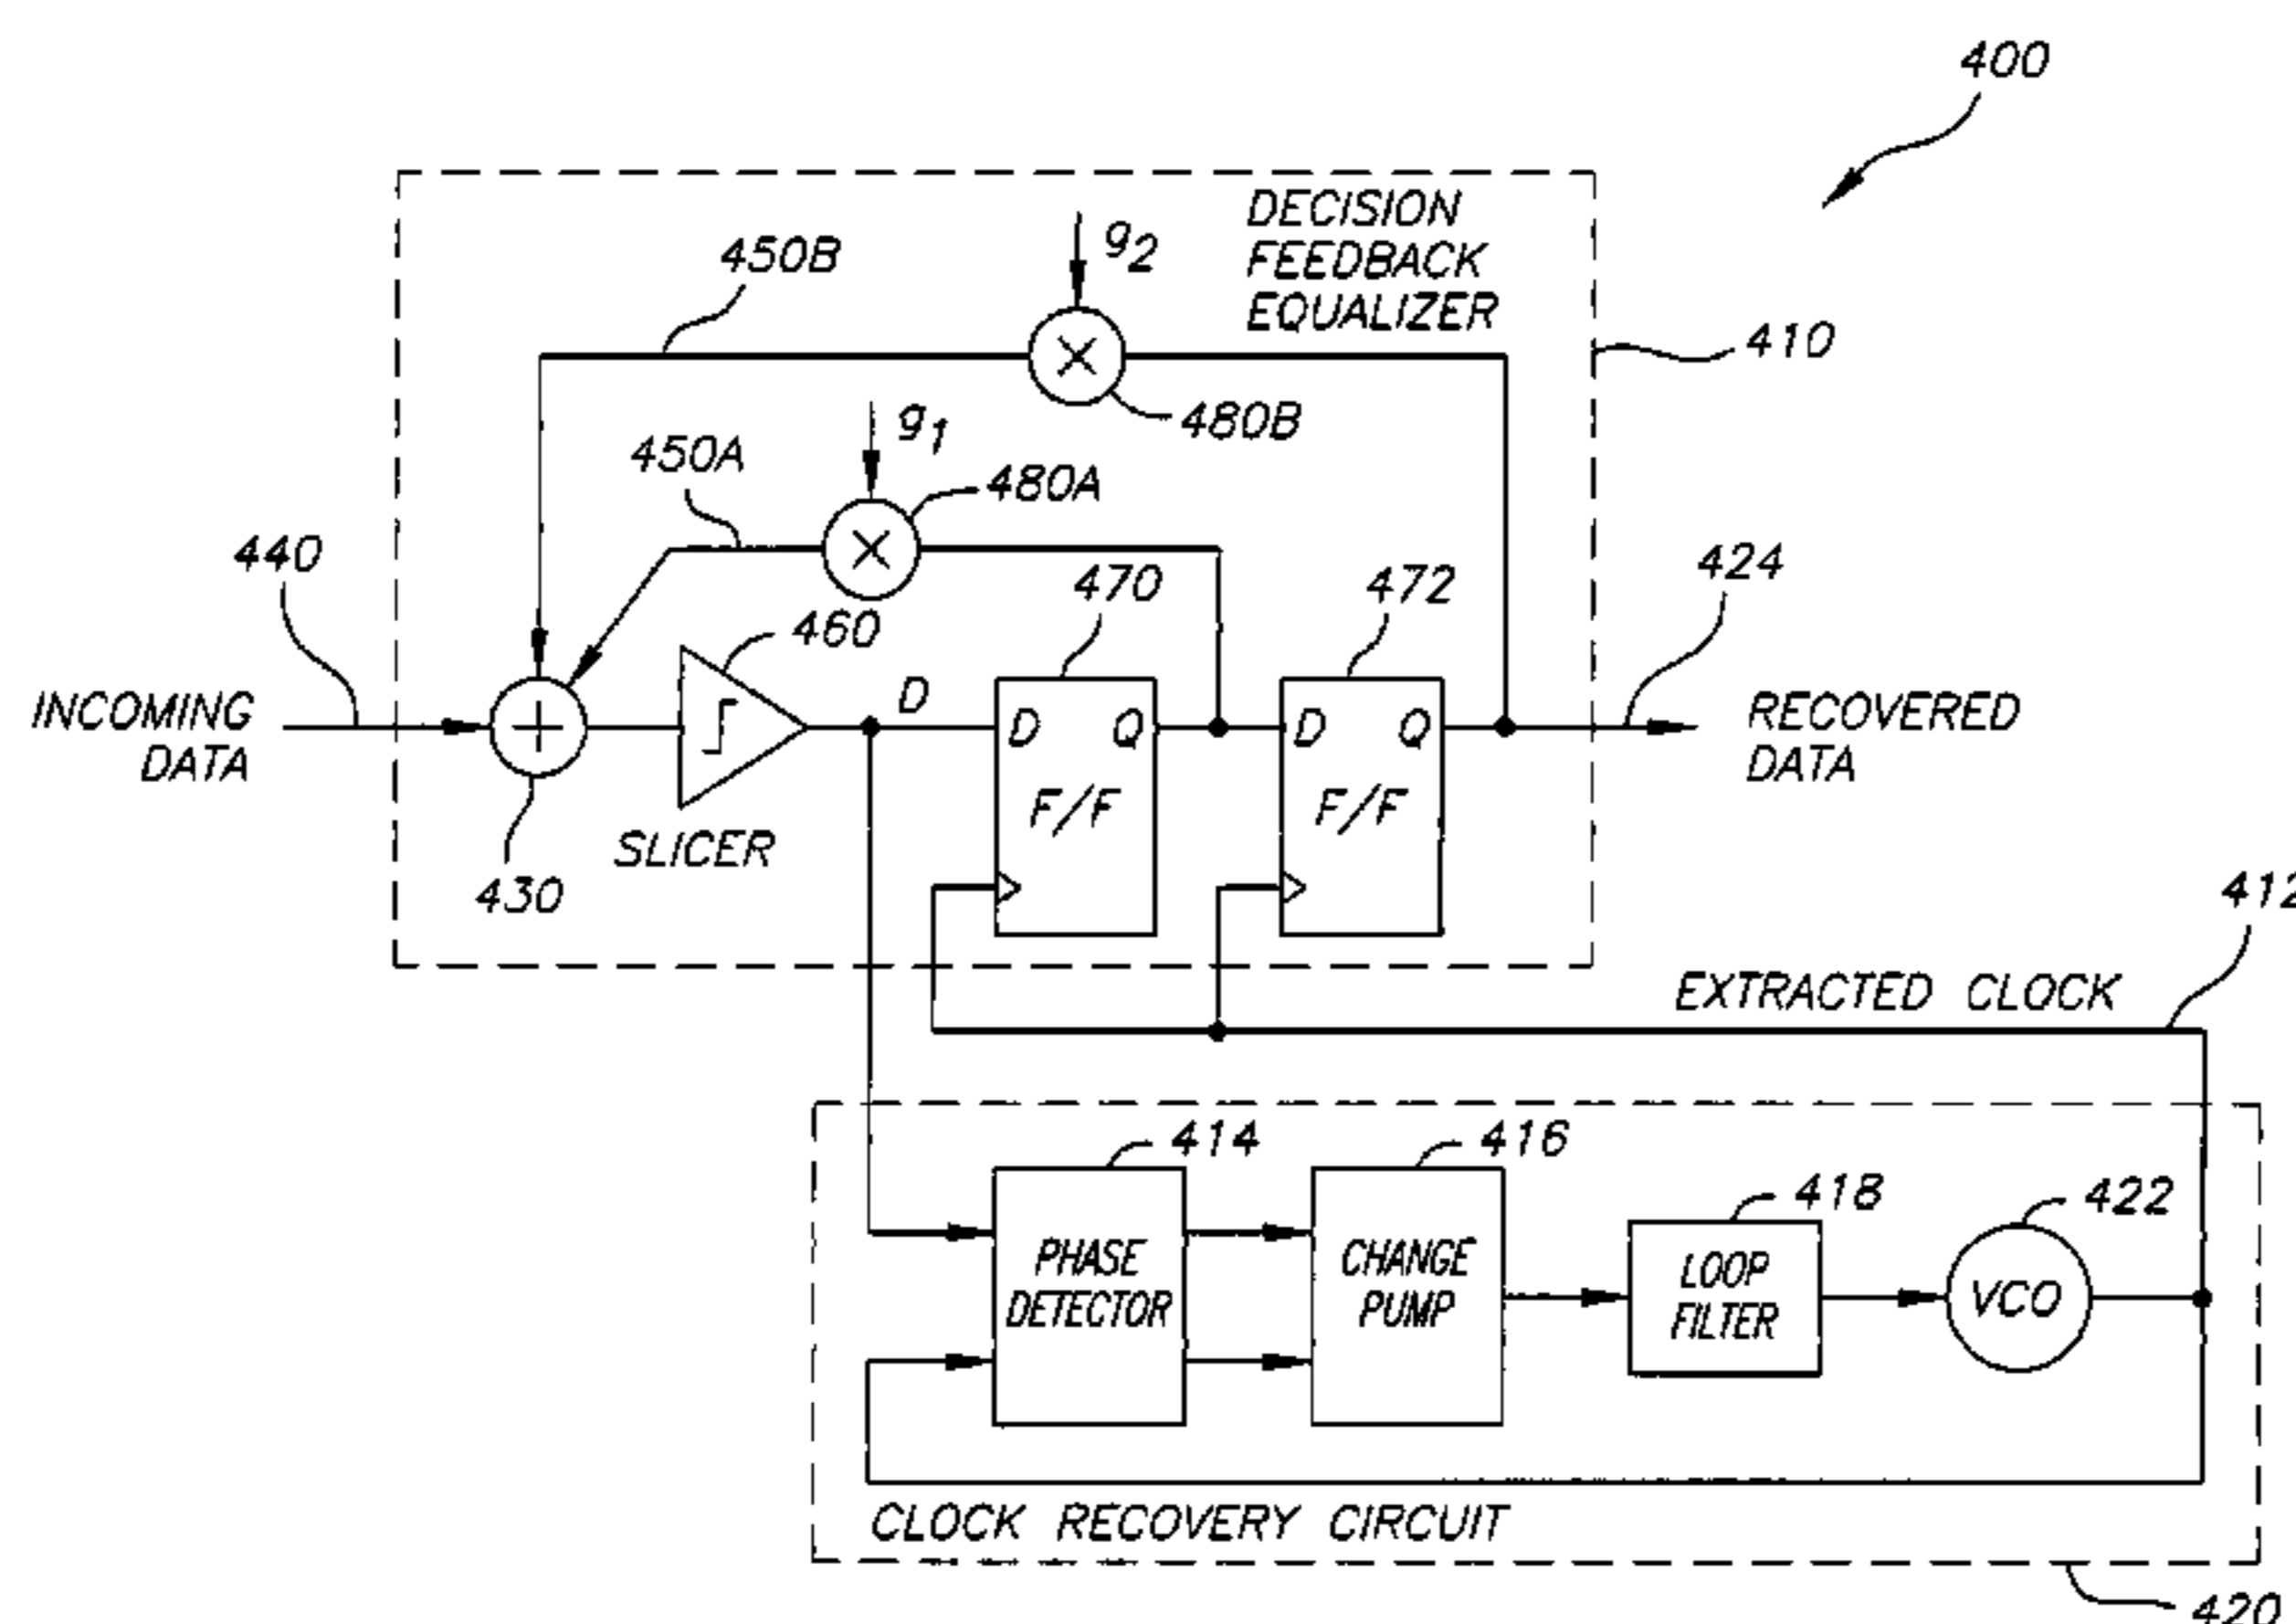 400
DECISION
FEEDBACK
EQUALIZER
g2
450B
410
480B
g1
450A
480A
440
470
472
424
460
INCOMING
DATA
D
D Q
F/F
D Q
F/F
RECOVERED
DATA
SLICER
430
412
EXTRACTED CLOCK
414
416
418
422
PHASE
DETECTOR
CHANGE
PUMP
LOOP
FILTER
VCO
CLOCK RECOVERY CIRCUIT
420